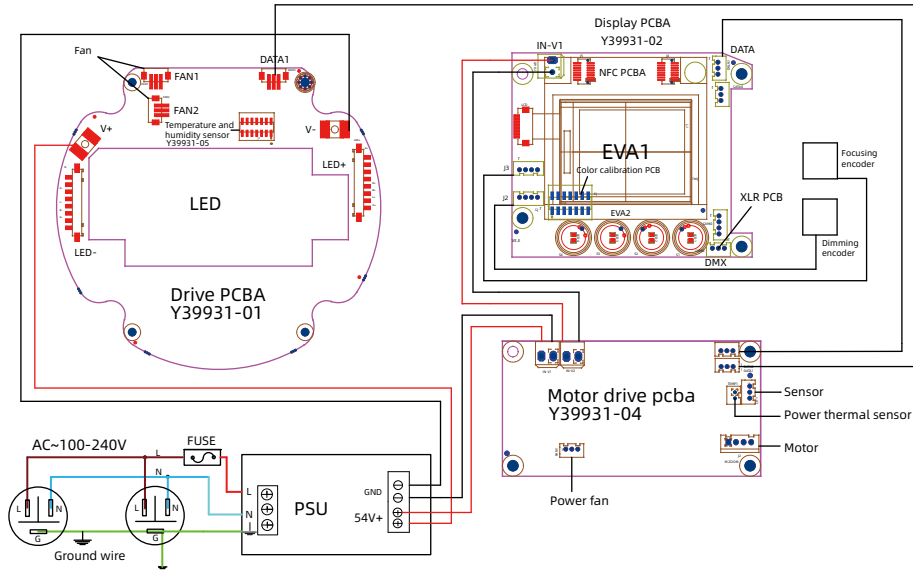 Display PCBA
Y39931-02
Fan
FAN1
DATA1
FAN2
Temperature and
humidity sensor
Y39931-05
V+
V-
LED+
LED
LED-
Drive PCBA
Y39931-01
IN-V1
NFC PCBA
DATA
EVA1
J3
Color calibration PCB
J2
EVA2
XLR PCB
DMX
Focusing
encoder
Dimming
encoder
Motor drive pcba
Y39931-04
Sensor
Power thermal sensor
Motor
Power fan
AC~100-240V
FUSE
L
N
L
N
G
L
N
G
Ground wire
L
N
PSU
GND
54V+